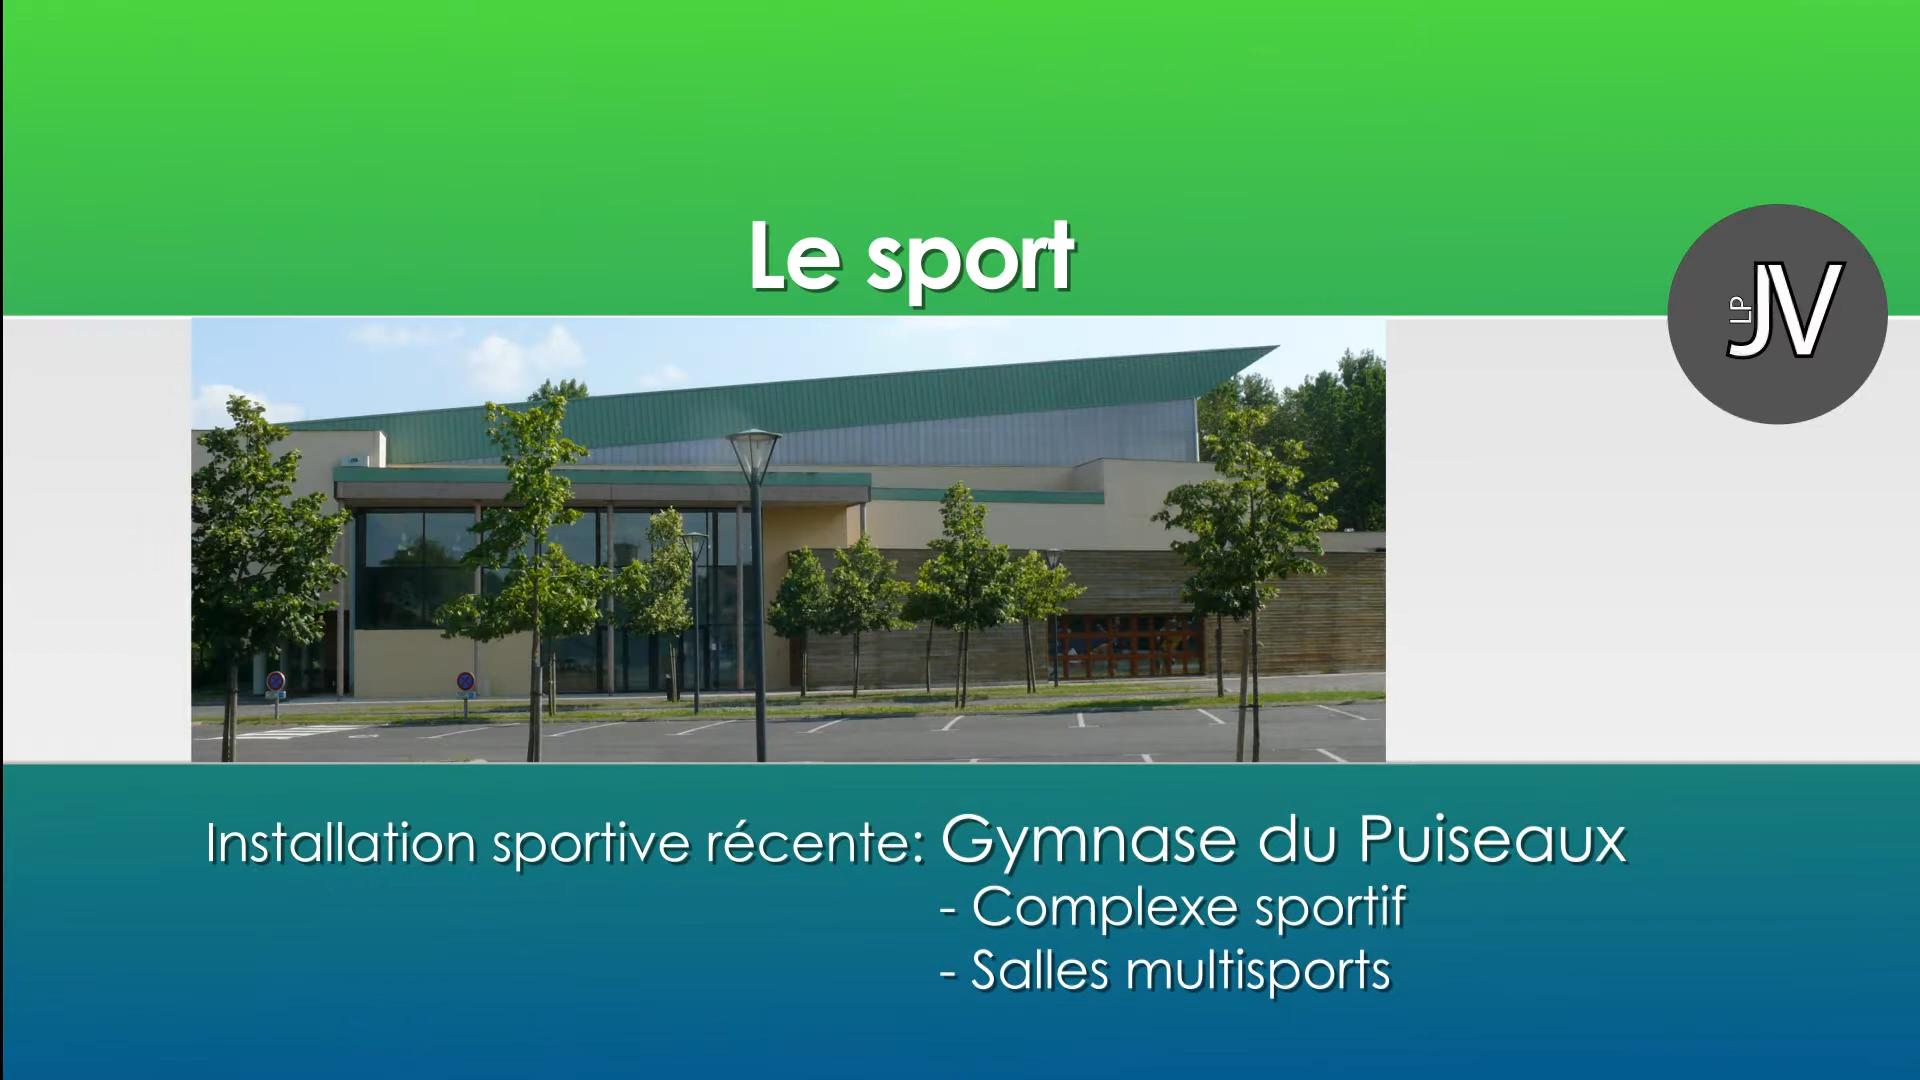 Le sport
LP
JV
Installation sportive récente: Gymnase du Puiseaux
- Complexe sportif
- Salles multisports